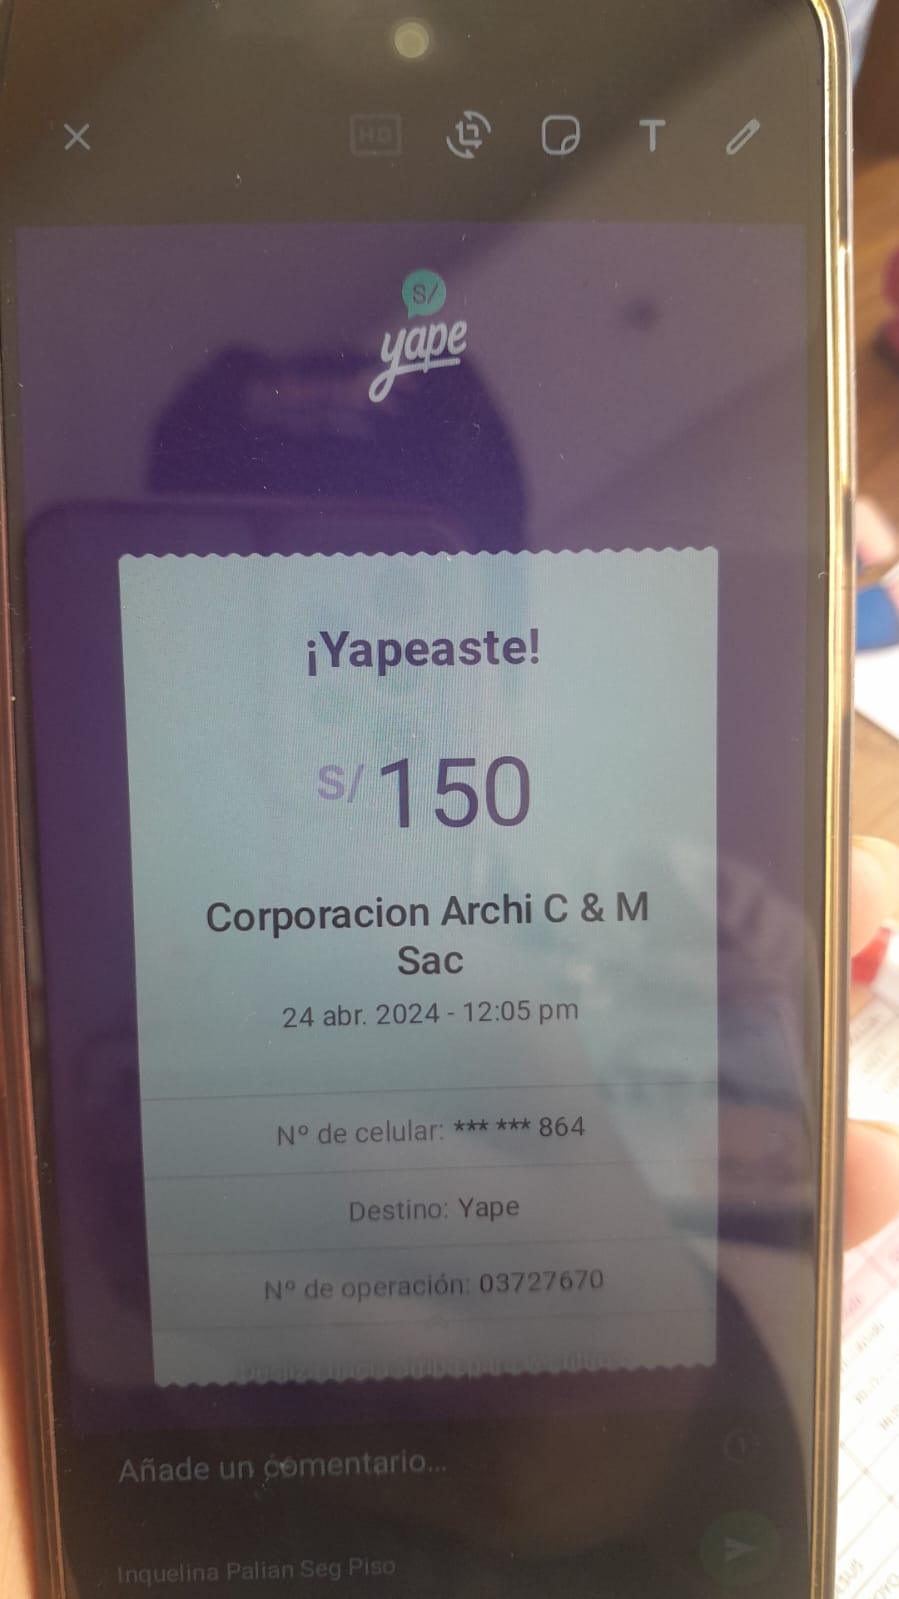 HD
T
S/
yape
¡Yapeaste!
S/ 150
Corporacion Archi C & M
Sac
24 abr. 2024 - 12:05 pm
Nº de celular: *** *** 864
Destino: Yape
Nº de operación: 03727670
Añade un comentario...
Inquelina Palian Seg Piso